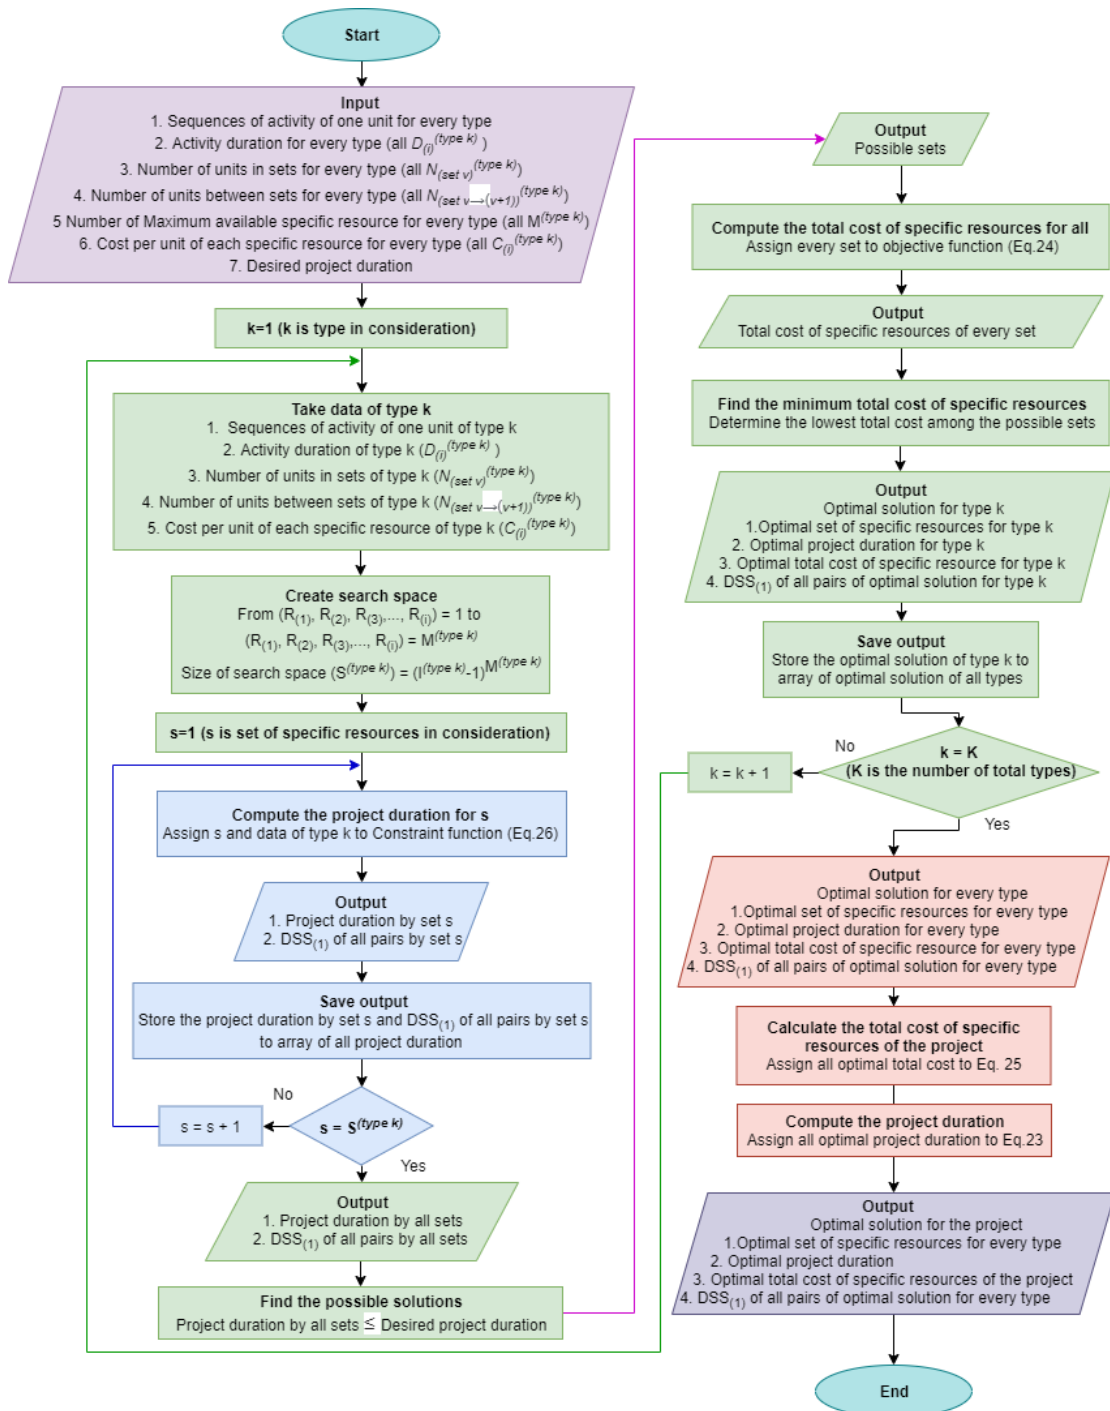 Start
Input
1. Sequences of activity of one unit for every type
2. Activity duration for every type (all D(i)(type k) )
3. Number of units in sets for every type (all N(set v)(type k))
4. Number of units between sets for every type (all N(set v→(v+1))(type k))
5 Number of Maximum available specific resource for every type (all M(type k))
6. Cost per unit of each specific resource for every type (all C(i)(type k))
7. Desired project duration
k=1 (k is type in consideration)
Take data of type k
1. Sequences of activity of one unit of type k
2. Activity duration of type k (D(i)(type k) )
3. Number of units in sets of type k (N(set v)(type k))
4. Number of units between sets of type k (N(set v→(v+1))(type k))
5. Cost per unit of each specific resource of type k (C(i)(type k))
Create search space
From (R(1), R(2), R(3),..., R(i)) = 1 to
(R(1), R(2), R(3),..., R(i)) = M(type k)
Size of search space (S(type k)) = (I(type k)-1)M(type k)
s=1 (s is set of specific resources in consideration)
Compute the project duration for s
Assign s and data of type k to Constraint function (Eq.26)
Output
1. Project duration by set s
2. DSS(1) of all pairs by set s
Save output
Store the project duration by set s and DSS(1) of all pairs by set s
to array of all project duration
No
s = s + 1
s = S(type k)
Yes
Output
1. Project duration by all sets
2. DSS(1) of all pairs by all sets
Find the possible solutions
Project duration by all sets ≤ Desired project duration
Output
Possible sets
Compute the total cost of specific resources for all
Assign every set to objective function (Eq.24)
Output
Total cost of specific resources of every set
Find the minimum total cost of specific resources
Determine the lowest total cost among the possible sets
Output
Optimal solution for type k
1.Optimal set of specific resources for type k
2. Optimal project duration for type k
3. Optimal total cost of specific resource for type k
4. DSS(1) of all pairs of optimal solution for type k
Save output
Store the optimal solution of type k to
array of optimal solution of all types
No
k = k + 1
k = K
(K is the number of total types)
Yes
Output
Optimal solution for every type
1.Optimal set of specific resources for every type
2. Optimal project duration for every type
3. Optimal total cost of specific resource for every type
4. DSS(1) of all pairs of optimal solution for every type
Calculate the total cost of specific
resources of the project
Assign all optimal total cost to Eq. 25
Compute the project duration
Assign all optimal project duration to Eq.23
Output
Optimal solution for the project
1.Optimal set of specific resources for every type
2. Optimal project duration
3. Optimal total cost of specific resources of the project
4. DSS(1) of all pairs of optimal solution for every type
End